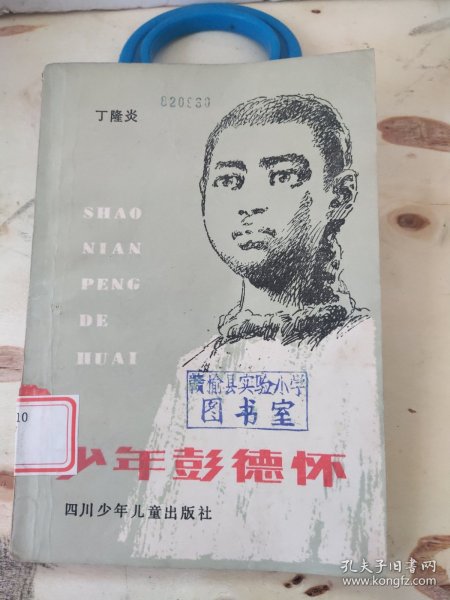 820930
丁隆炎
SHAO
NIAN
PENG
DE
HUAI
赣榆县实验小学
图书室
10
少年彭德怀
四川少年儿童出版社
孔夫子旧书网
www.kongfz.com